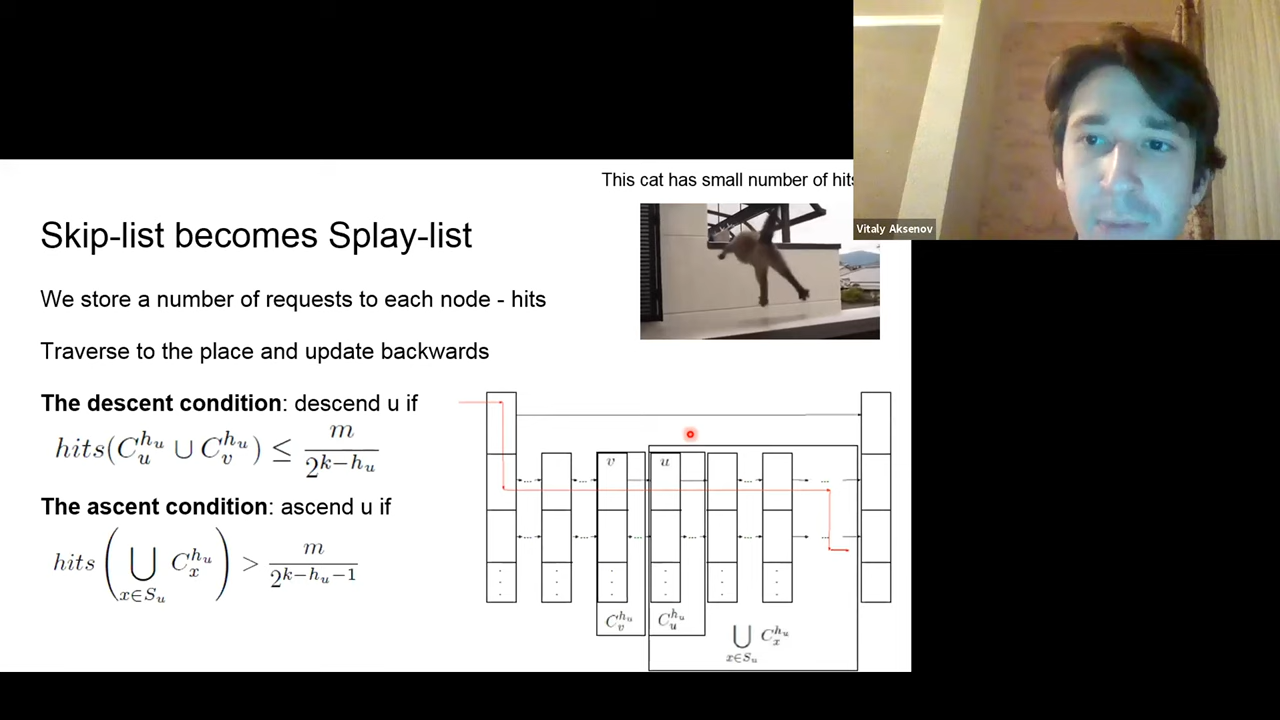 This cat has small number of hits
Vitaly Aksenov
Skip-list becomes Splay-list
We store a number of requests to each node - hits
Traverse to the place and update backwards
The descent condition: descend u if
hits(C_u^{h_u} ∪ C_v^{h_u}) ≤ m / 2^{k-h_u}
The ascent condition: ascend u if
hits(⋃_{x∈S_u} C_x^{h_u}) > m / 2^{k-h_u-1}
v u
C_v^{h_u} C_u^{h_u}
⋃_{x∈S_u} C_x^{h_u}